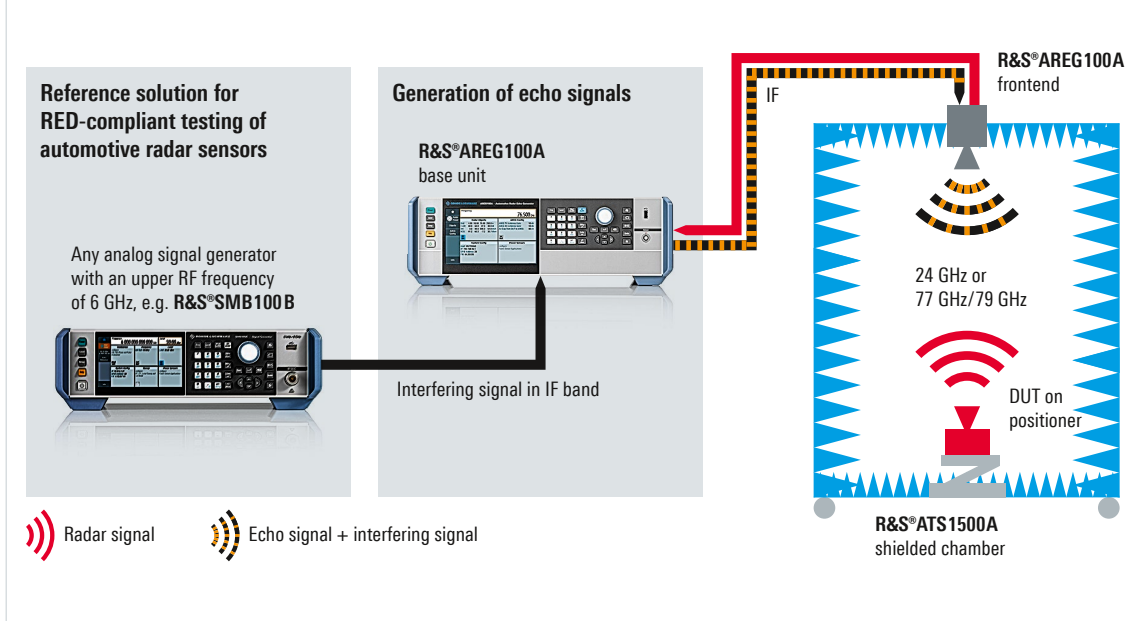 Reference solution for
RED-compliant testing of
automotive radar sensors
Any analog signal generator
with an upper RF frequency
of 6 GHz, e.g. R&S®SMB100B
Generation of echo signals
R&S®AREG100A
base unit
76.500
Interfering signal in IF band
IF
R&S®AREG100A
frontend
24 GHz or
77 GHz/79 GHz
DUT on
positioner
R&S®ATS1500A
shielded chamber
Radar signal
Echo signal + interfering signal